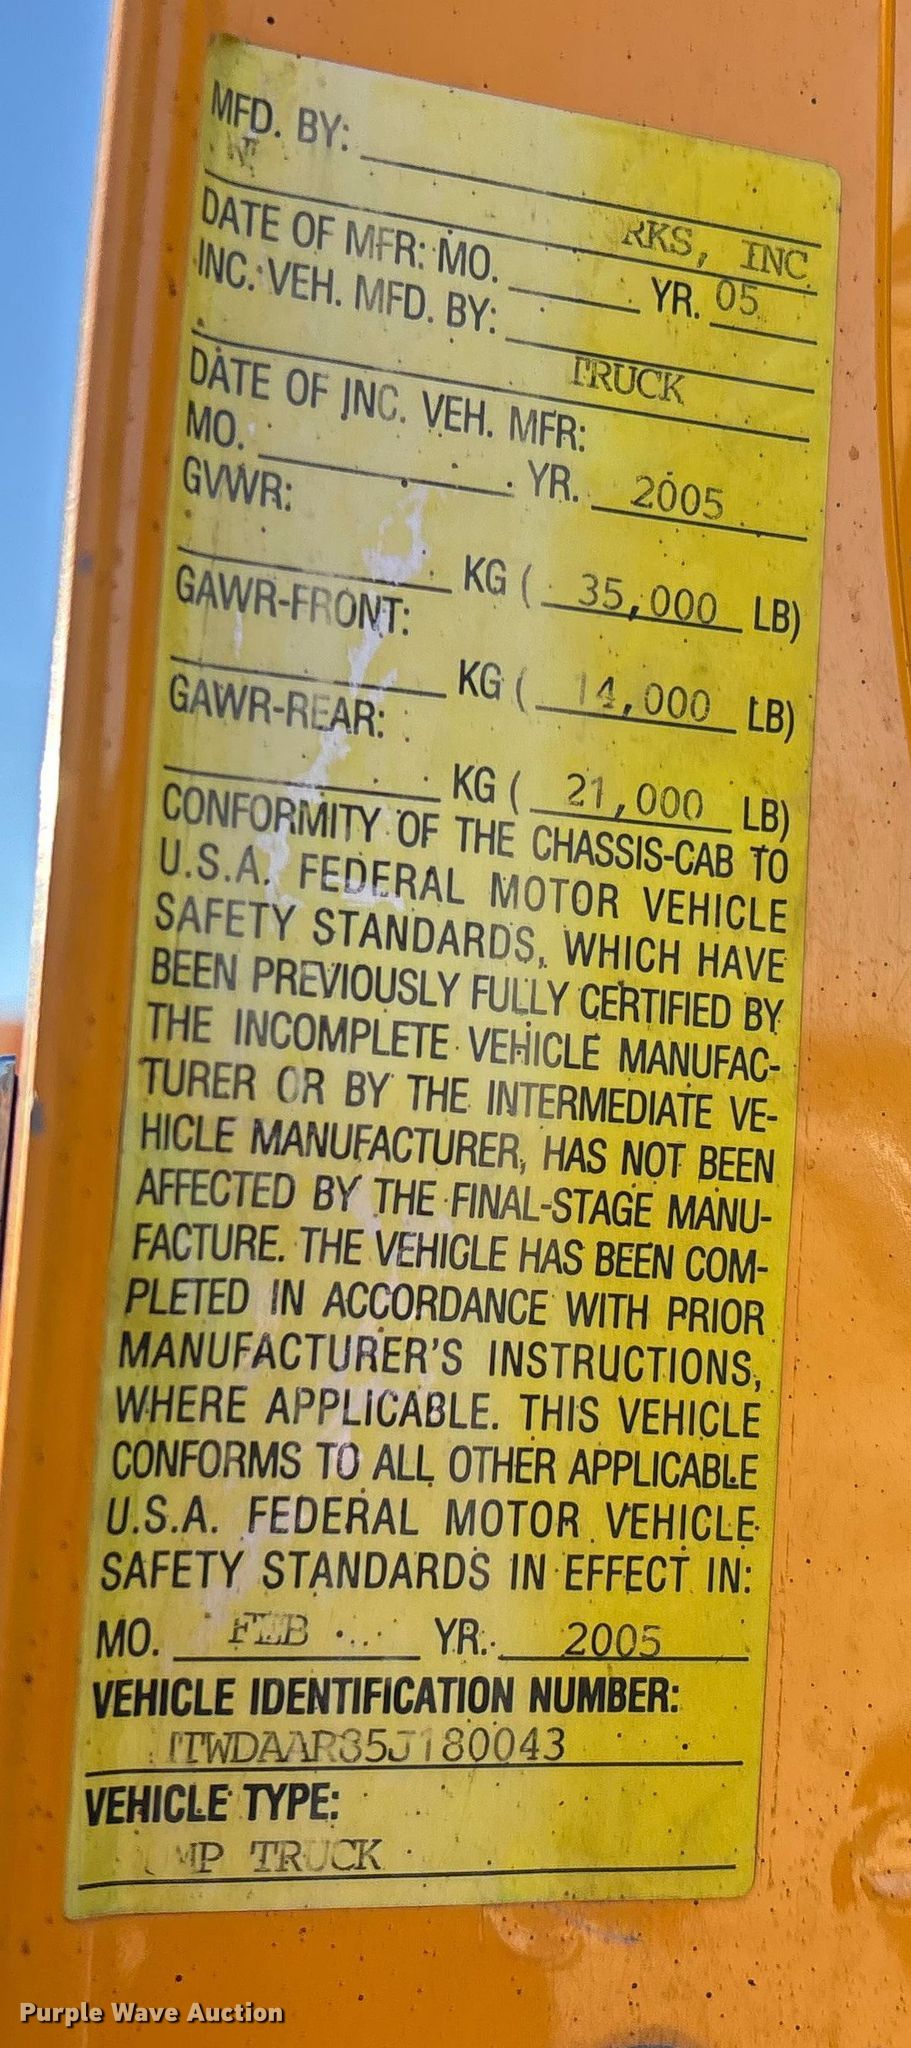 MFD. BY:
RKS, INC
DATE OF MFR: MO. YR. 05
INC. VEH. MFD. BY:
TRUCK
DATE OF INC. VEH. MFR:
MO. YR. 2005
GVWR:
KG ( 35,000 LB)
GAWR-FRONT:
KG ( 14,000 LB)
GAWR-REAR:
KG ( 21,000 LB)
CONFORMITY OF THE CHASSIS-CAB TO
U.S.A. FEDERAL MOTOR VEHICLE
SAFETY STANDARDS, WHICH HAVE
BEEN PREVIOUSLY FULLY CERTIFIED BY
THE INCOMPLETE VEHICLE MANUFAC-
TURER OR BY THE INTERMEDIATE VE-
HICLE MANUFACTURER, HAS NOT BEEN
AFFECTED BY THE FINAL-STAGE MANU-
FACTURE. THE VEHICLE HAS BEEN COM-
PLETED IN ACCORDANCE WITH PRIOR
MANUFACTURER'S INSTRUCTIONS,
WHERE APPLICABLE. THIS VEHICLE
CONFORMS TO ALL OTHER APPLICABLE
U.S.A. FEDERAL MOTOR VEHICLE
SAFETY STANDARDS IN EFFECT IN:
MO. FEB YR. 2005
VEHICLE IDENTIFICATION NUMBER:
VEHICLE TYPE:
MP TRUCK
Purple Wave Auction